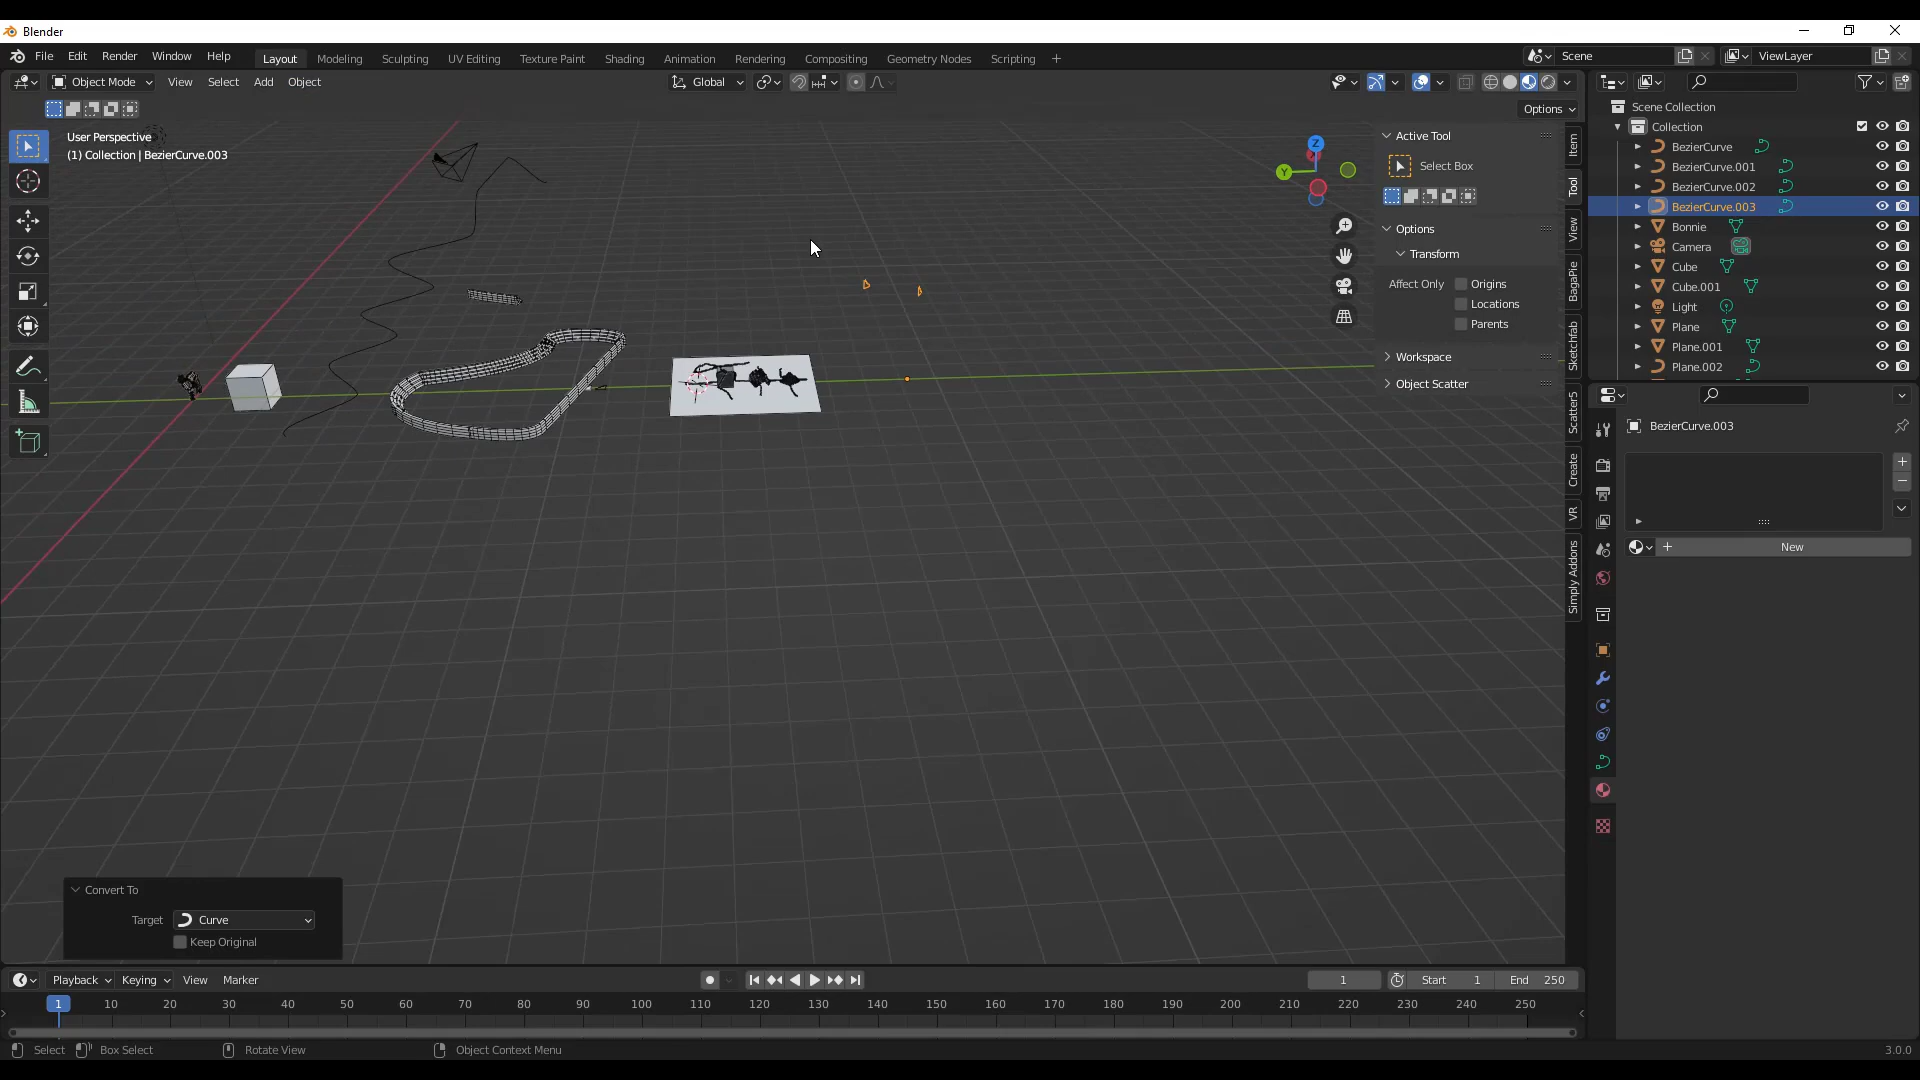 Blender
File Edit Render Window Help Layout Modeling Sculpting UV Editing Texture Paint Shading Animation Rendering Compositing Geometry Nodes Scripting + Scene ViewLayer
Object Mode View Select Add Object Global
Options
User Perspective
(1) Collection | BezierCurve.003
Z
Y
Active Tool
Select Box
Options
Transform
Affect Only Origins
Locations
Parents
Workspace
Object Scatter
Item
Tool
View
BagaPie
Sketchfab
Scatter5
Create
VR
Simply Addons
Scene Collection
Collection
BezierCurve
BezierCurve.001
BezierCurve.002
BezierCurve.003
Bonnie
Camera
Cube
Cube.001
Light
Plane
Plane.001
Plane.002
BezierCurve.003
New
Convert To
Target Curve
Keep Original
Playback Keying View Marker 1 Start 1 End 250
1 10 20 30 40 50 60 70 80 90 100 110 120 130 140 150 160 170 180 190 200 210 220 230 240 250
Select Box Select Rotate View Object Context Menu 3.0.0